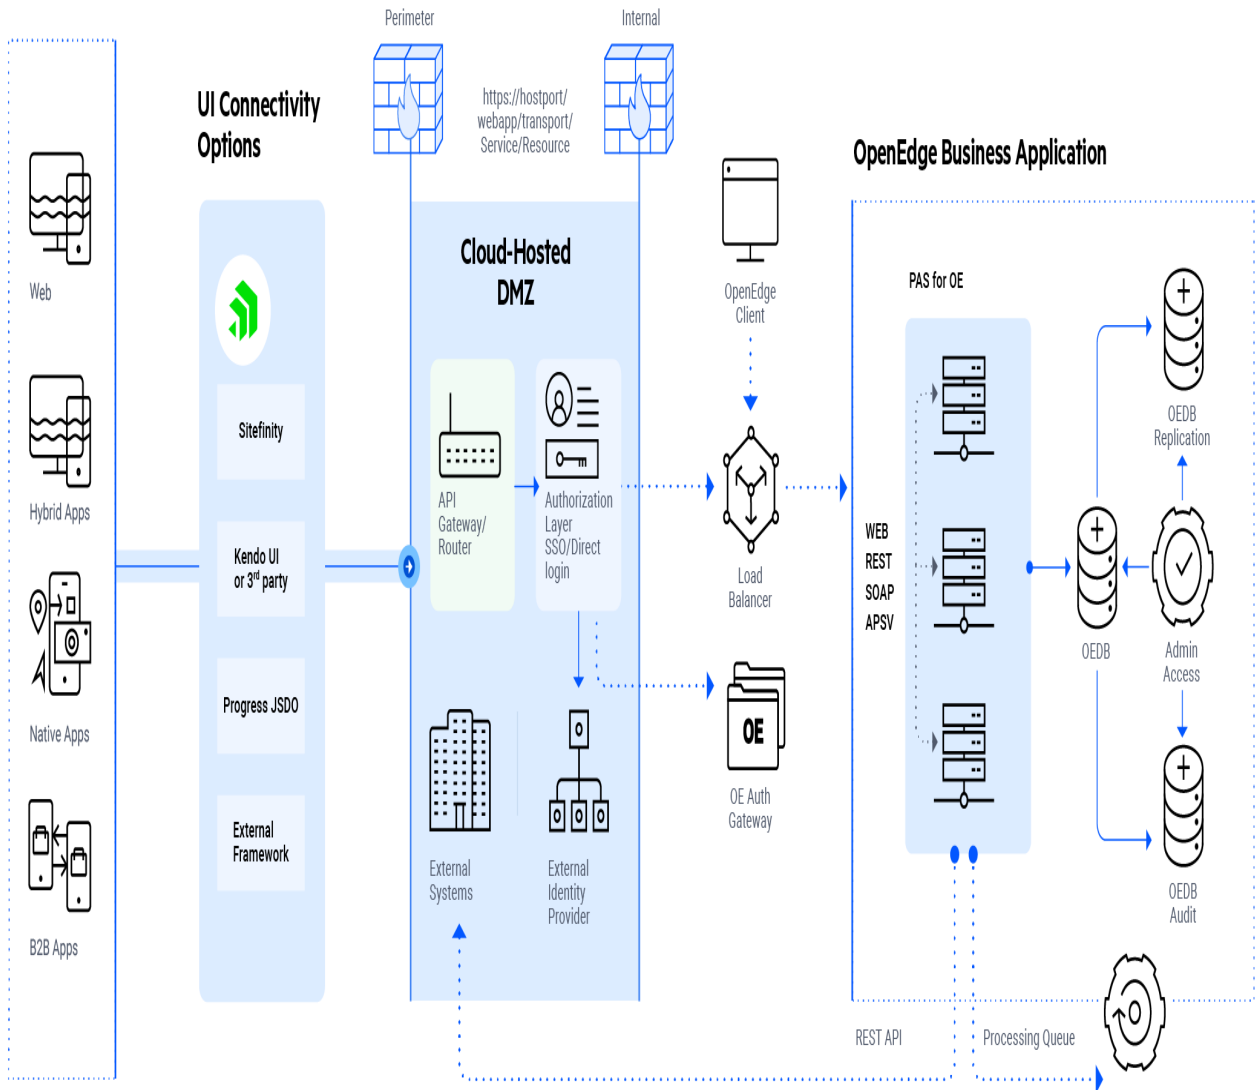 Perimeter
Internal
https://hostport/
webapp/transport/
Service/Resource
UI Connectivity
Options
Web
Hybrid Apps
Native Apps
B2B Apps
Sitefinity
Kendo UI
or 3rd party
Progress JSDO
External
Framework
Cloud-Hosted
DMZ
API
Gateway/
Router
Authorization
Layer
SSO/Direct
login
External
Systems
External
Identity
Provider
OpenEdge
Client
Load
Balancer
OE
OE Auth
Gateway
OpenEdge Business Application
PAS for OE
WEB
REST
SOAP
APSV
OEDB
OEDB
Replication
Admin
Access
OEDB
Audit
REST API
Processing Queue